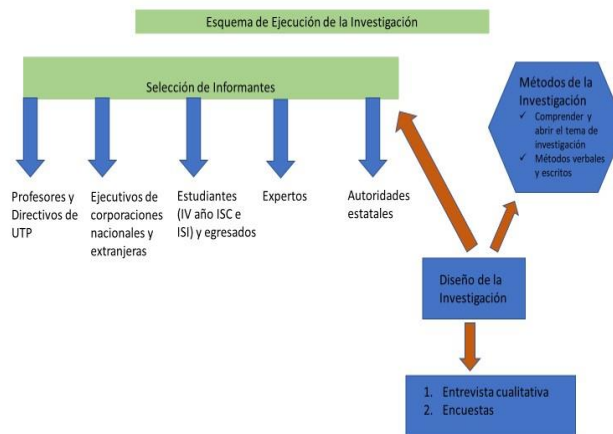 Esquema de Ejecución de la Investigación
Selección de Informantes
Métodos de la
Investigación
✓ Comprender y
abrir el tema de
investigación
✓ Métodos verbales
y escritos
Profesores y
Directivos de
UTP
Ejecutivos de
corporaciones
nacionales y
extranjeras
Estudiantes
(IV año ISC e
ISI) y egresados
Expertos
Autoridades
estatales
Diseño de la
Investigación
1. Entrevista cualitativa
2. Encuestas